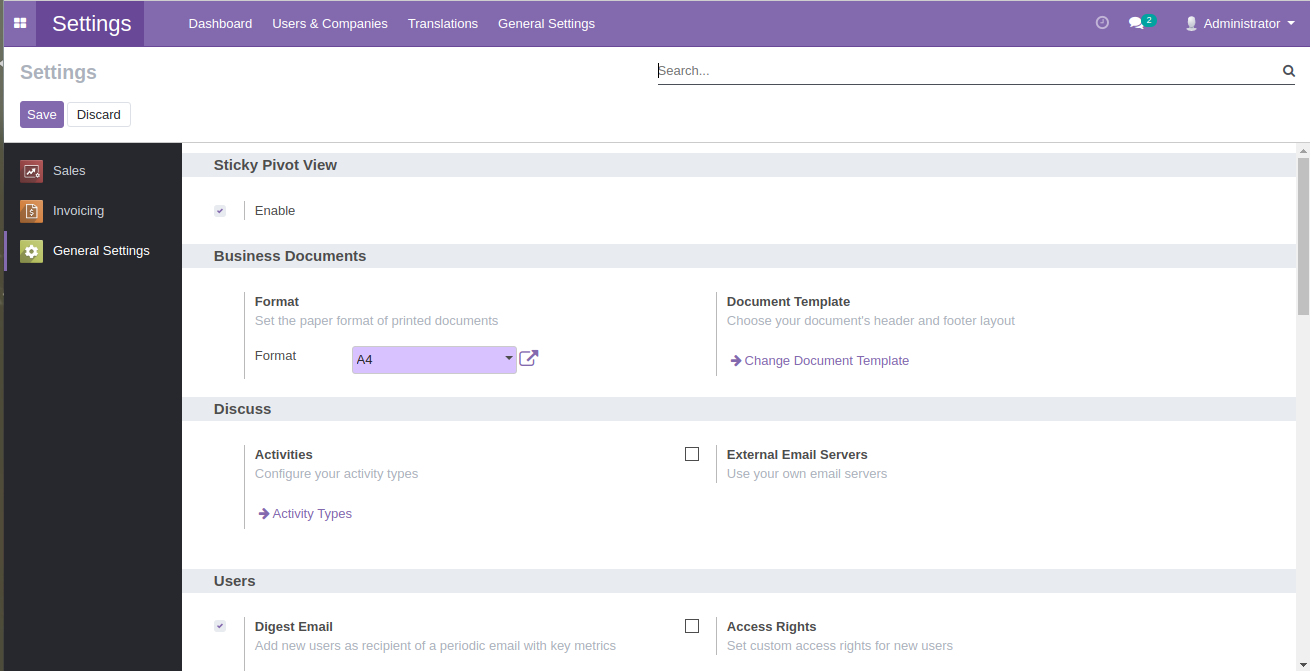 Settings Dashboard Users & Companies Translations General Settings 2 Administrator
Settings Search...
Save Discard
Sales
Invoicing
General Settings
Sticky Pivot View
Enable
Business Documents
Format
Set the paper format of printed documents
Format A4
Document Template
Choose your document's header and footer layout
Change Document Template
Discuss
Activities
Configure your activity types
Activity Types
External Email Servers
Use your own email servers
Users
Digest Email
Add new users as recipient of a periodic email with key metrics
Access Rights
Set custom access rights for new users